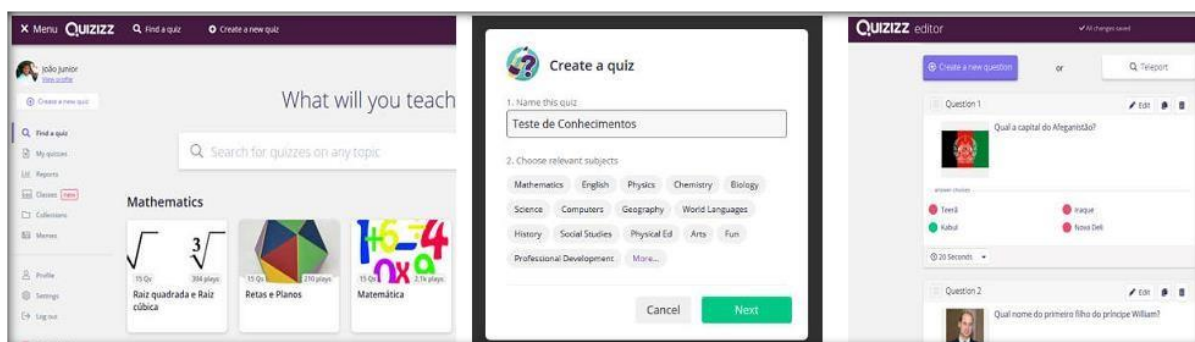 × Menu QUIZIZZ Find a quiz Create a new quiz
João Junior
View profile
Create a new quiz
Find a quiz
My quizzes
Reports
Classes new
Collections
Memes
Profile
Settings
Log out
What will you teach
Search for quizzes on any topic
Mathematics
√ ∛
15 Qs 394 plays
Raiz quadrada e Raiz
cúbica
15 Qs 210 plays
Retas e Planos
15 Qs 2.1k plays
Matemática
Create a quiz
1. Name this quiz
Teste de Conhecimentos
2. Choose relevant subjects
Mathematics English Physics Chemistry Biology
Science Computers Geography World Languages
History Social Studies Physical Ed Arts Fun
Professional Development More...
Cancel Next
QUIZIZZ editor All changes saved
Create a new question or Teleport
Question 1 Edit
Qual a capital do Afeganistão?
answer choices
Teerã Iraque
Kabul Nova Deli
20 Seconds
Question 2 Edit
Qual nome do primeiro filho do príncipe William?